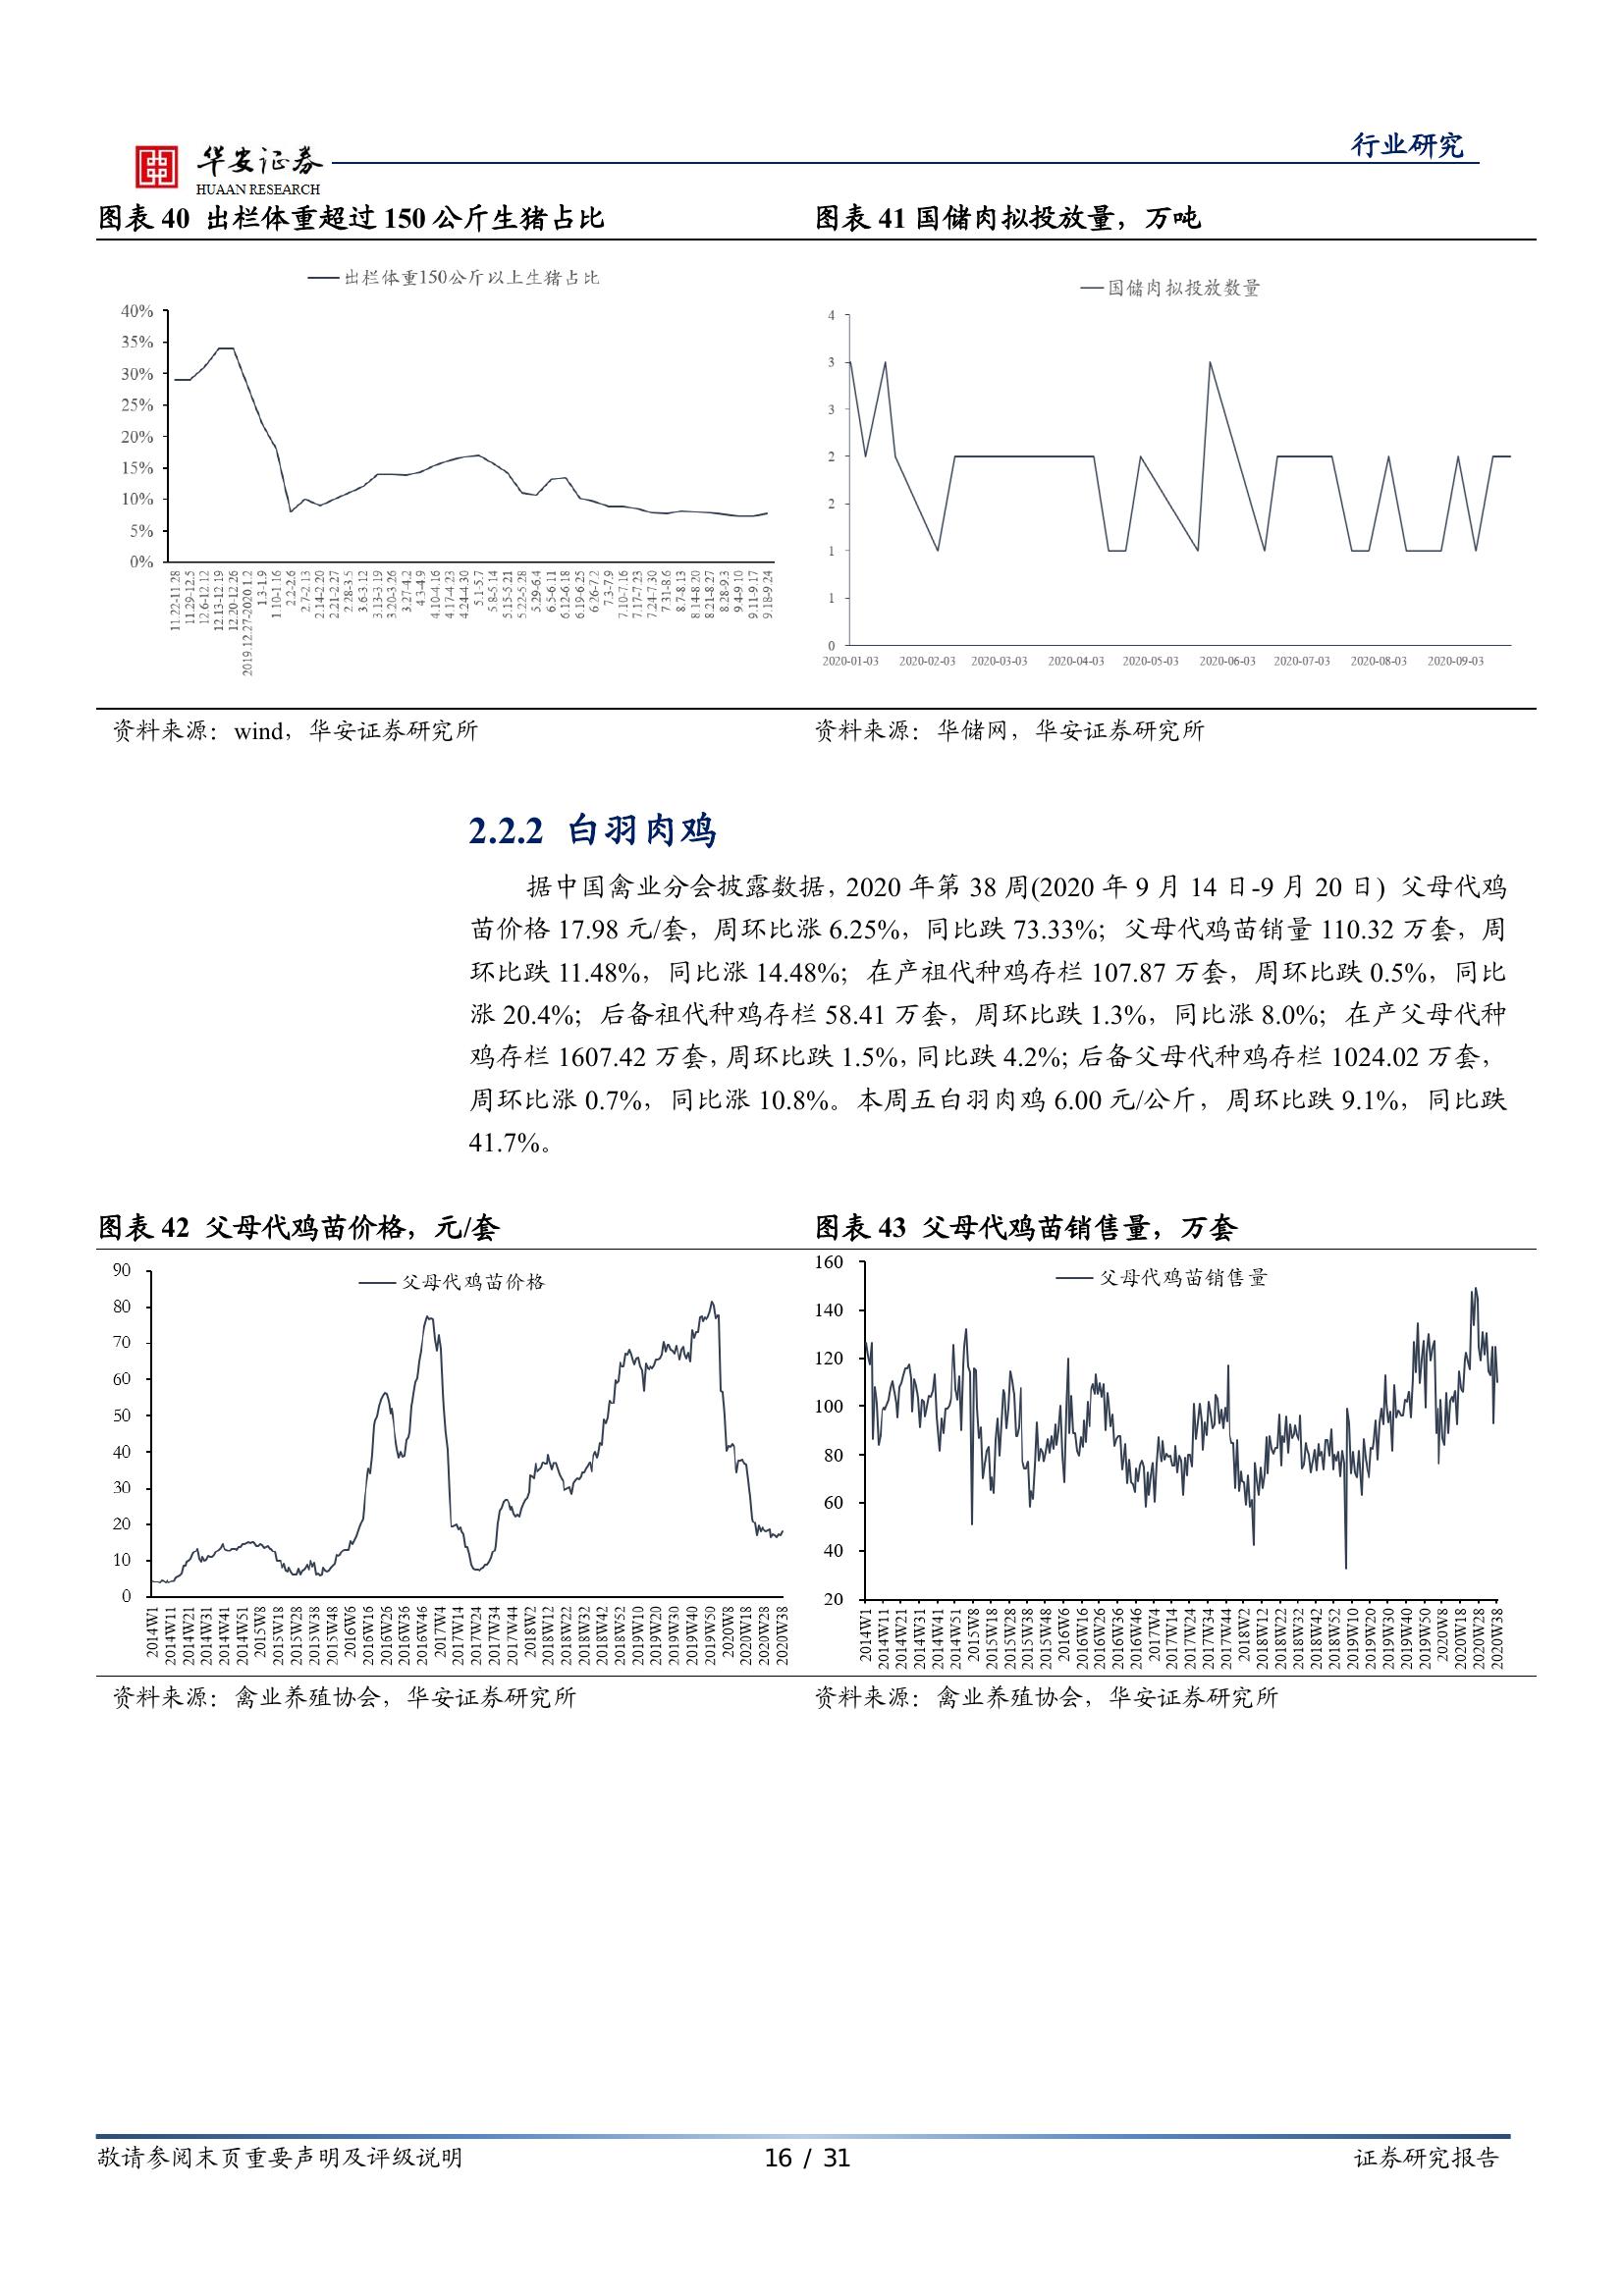 行业研究
华安证券
HUAAN RESEARCH
图表 40 出栏体重超过 150 公斤生猪占比
出栏体重150公斤以上生猪占比
40%
35%
30%
25%
20%
15%
10%
5%
0%
11.22-11.28
11.29-12.5
12.6-12.12
12.13-12.19
12.20-12.26
2019.12.27-2020.1.2
1.3-1.9
1.10-1.16
2.2-2.6
2.7-2.13
2.14-2.20
2.21-2.27
2.28-3.5
3.6-3.12
3.13-3.19
3.20-3.26
3.27-4.2
4.3-4.9
4.10-4.16
4.17-4.23
4.24-4.30
5.1-5.7
5.8-5.14
5.15-5.21
5.22-5.28
5.29-6.4
6.5-6.11
6.12-6.18
6.19-6.25
6.26-7.2
7.3-7.9
7.10-7.16
7.17-7.23
7.24-7.30
7.31-8.6
8.7-8.13
8.14-8.20
8.21-8.27
8.28-9.3
9.4-9.10
9.11-9.17
9.18-9.24
资料来源：wind，华安证券研究所
图表 41 国储肉拟投放量，万吨
国储肉拟投放数量
4
3
3
2
2
1
1
0
2020-01-03
2020-02-03
2020-03-03
2020-04-03
2020-05-03
2020-06-03
2020-07-03
2020-08-03
2020-09-03
资料来源：华储网，华安证券研究所
2.2.2 白羽肉鸡
据中国禽业分会披露数据，2020 年第 38 周(2020 年 9 月 14 日-9 月 20 日) 父母代鸡
苗价格 17.98 元/套，周环比涨 6.25%，同比跌 73.33%；父母代鸡苗销量 110.32 万套，周
环比跌 11.48%，同比涨 14.48%；在产祖代种鸡存栏 107.87 万套，周环比跌 0.5%，同比
涨 20.4%；后备祖代种鸡存栏 58.41 万套，周环比跌 1.3%，同比涨 8.0%；在产父母代种
鸡存栏 1607.42 万套，周环比跌 1.5%，同比跌 4.2%；后备父母代种鸡存栏 1024.02 万套，
周环比涨 0.7%，同比涨 10.8%。本周五白羽肉鸡 6.00 元/公斤，周环比跌 9.1%，同比跌
41.7%。
图表 42 父母代鸡苗价格，元/套
父母代鸡苗价格
90
80
70
60
50
40
30
20
10
0
2014W1
2014W11
2014W21
2014W31
2014W41
2014W51
2015W8
2015W18
2015W28
2015W38
2015W48
2016W6
2016W16
2016W26
2016W36
2016W46
2017W4
2017W14
2017W24
2017W34
2017W44
2018W2
2018W12
2018W22
2018W32
2018W42
2018W52
2019W10
2019W20
2019W30
2019W40
2019W50
2020W8
2020W18
2020W28
2020W38
资料来源：禽业养殖协会，华安证券研究所
图表 43 父母代鸡苗销售量，万套
父母代鸡苗销售量
160
140
120
100
80
60
40
20
2014W1
2014W11
2014W21
2014W31
2014W41
2014W51
2015W8
2015W18
2015W28
2015W38
2015W48
2016W6
2016W16
2016W26
2016W36
2016W46
2017W4
2017W14
2017W24
2017W34
2017W44
2018W2
2018W12
2018W22
2018W32
2018W42
2018W52
2019W10
2019W20
2019W30
2019W40
2019W50
2020W8
2020W18
2020W28
2020W38
资料来源：禽业养殖协会，华安证券研究所
敬请参阅末页重要声明及评级说明
16 / 31
证券研究报告